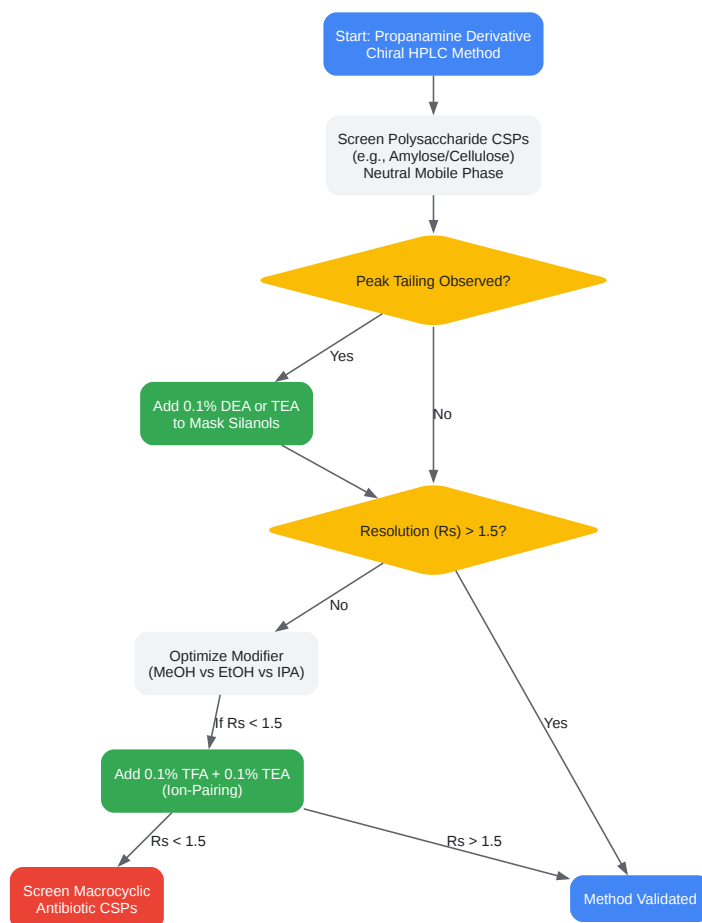 Start: Propanamine Derivative
Chiral HPLC Method
Screen Polysaccharide CSPs
(e.g., Amylose/Cellulose)
Neutral Mobile Phase
Peak Tailing Observed?
Yes
Add 0.1% DEA or TEA
to Mask Silanols
No
Resolution (Rs) > 1.5?
No
Optimize Modifier
(MeOH vs EtOH vs IPA)
If Rs < 1.5
Yes
Add 0.1% TFA + 0.1% TEA
(Ion-Pairing)
Rs < 1.5
Rs > 1.5
Screen Macrocyclic
Antibiotic CSPs
Method Validated